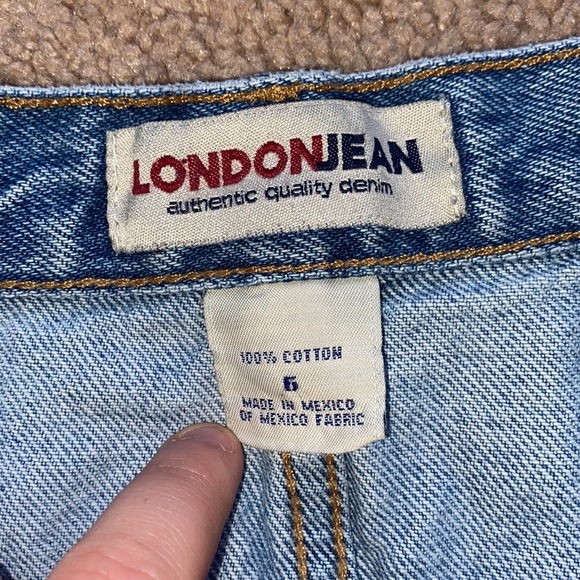 LONDONJEAN
authentic quality denim
100% COTTON
6
MADE IN MEXICO
OF MEXICO FABRIC